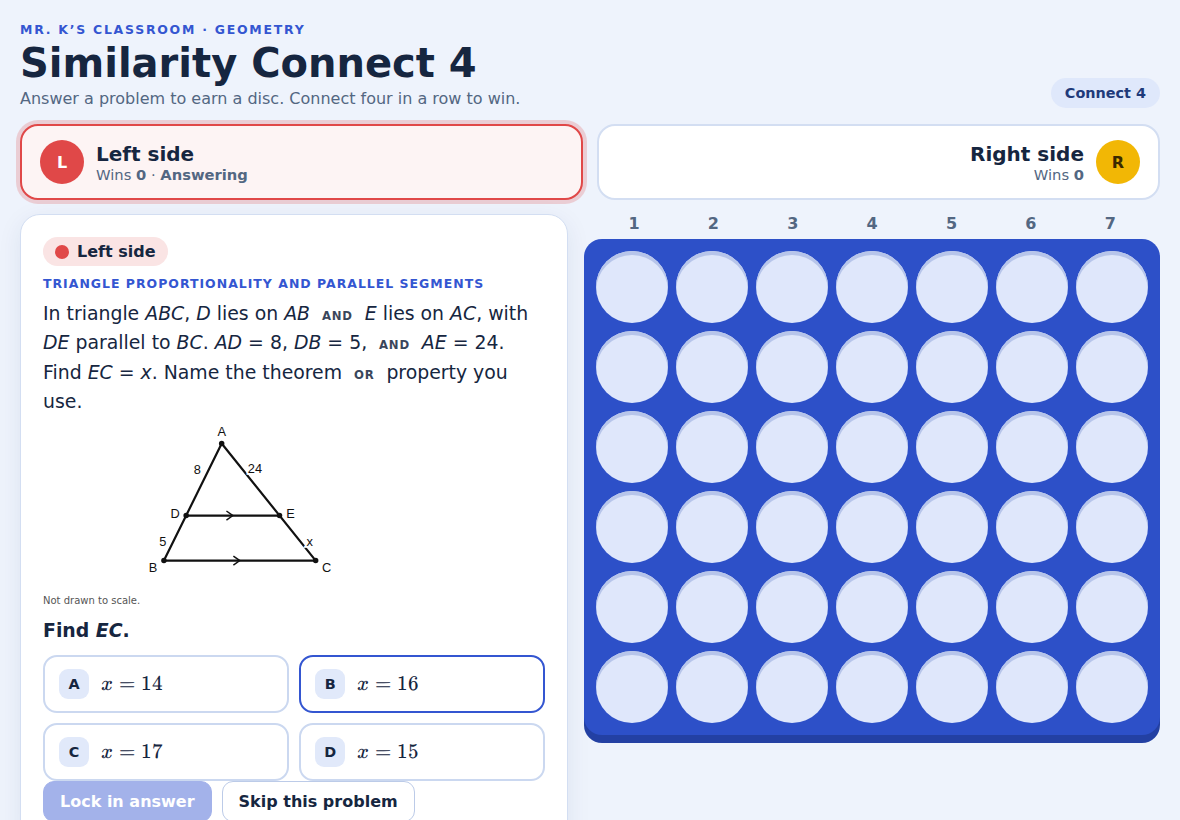 MR. K'S CLASSROOM · GEOMETRY
Similarity Connect 4
Answer a problem to earn a disc. Connect four in a row to win.
Connect 4
L
Left side
Wins 0 · Answering
Right side
Wins 0
R
Left side
TRIANGLE PROPORTIONALITY AND PARALLEL SEGMENTS
In triangle ABC, D lies on AB AND E lies on AC, with
DE parallel to BC. AD = 8, DB = 5, AND AE = 24.
Find EC = x. Name the theorem OR property you
use.
A
8
24
D
E
5
x
B
C
Not drawn to scale.
Find EC.
A x = 14
B x = 16
C x = 17
D x = 15
Lock in answer
Skip this problem
1 2 3 4 5 6 7